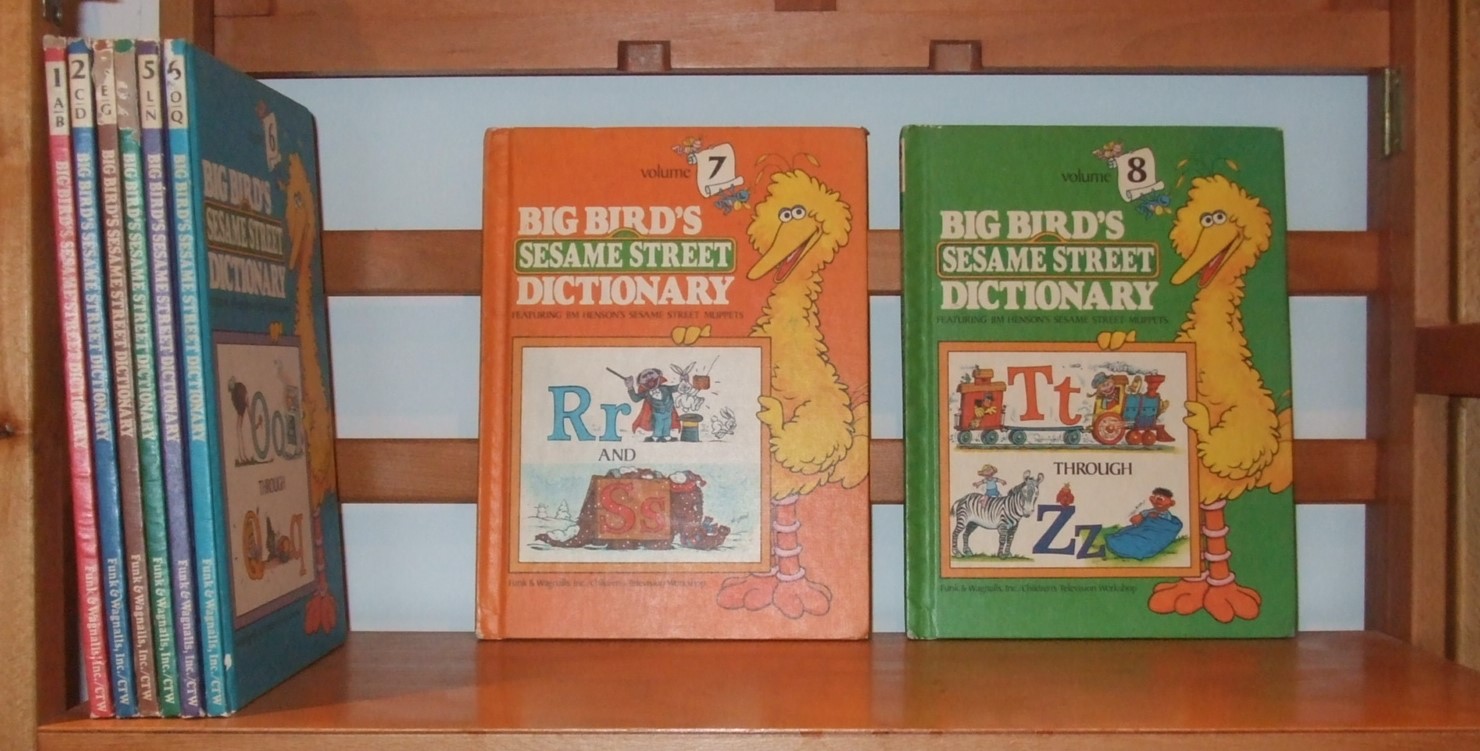 1
A
B
BIG BIRD'S SESAME STREET DICTIONARY
Funk & Wagnalls, Inc./CTW
2
C
D
BIG BIRD'S SESAME STREET DICTIONARY
Funk & Wagnalls, Inc./CTW
E
G
BIG BIRD'S SESAME STREET DICTIONARY
Funk & Wagnalls, Inc./CTW
BIG BIRD'S SESAME STREET DICTIONARY
Funk & Wagnalls, Inc./CTW
5
L
N
BIG BIRD'S SESAME STREET DICTIONARY
Funk & Wagnalls, Inc./CTW
6
O
Q
BIG BIRD'S SESAME STREET DICTIONARY
Funk & Wagnalls, Inc./CTW
6
BIG BIRD'S
SESAME STREET
DICTIONARY
Oo
THROUGH
Qq
volume 7
BIG BIRD'S
SESAME STREET
DICTIONARY
FEATURING JIM HENSON'S SESAME STREET MUPPETS
Rr
AND
Ss
Funk & Wagnalls, Inc./Children's Television Workshop
volume 8
BIG BIRD'S
SESAME STREET
DICTIONARY
FEATURING JIM HENSON'S SESAME STREET MUPPETS
Tt
THROUGH
Zz
Funk & Wagnalls, Inc./Children's Television Workshop